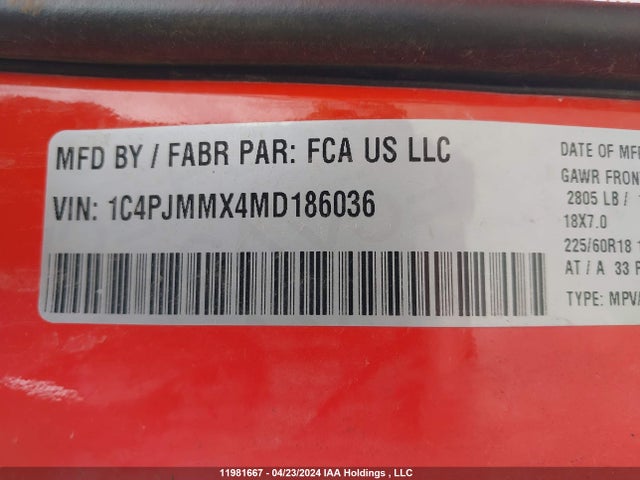 MFD BY / FABR PAR: FCA US LLC
VIN: 1C4PJMMX4MD186036
DATE OF MFR
GAWR FRON
2805 LB /
18X7.0
225/60R18
AT / A 33
TYPE: MPV
11981667 - 04/23/2024 IAA Holdings , LLC